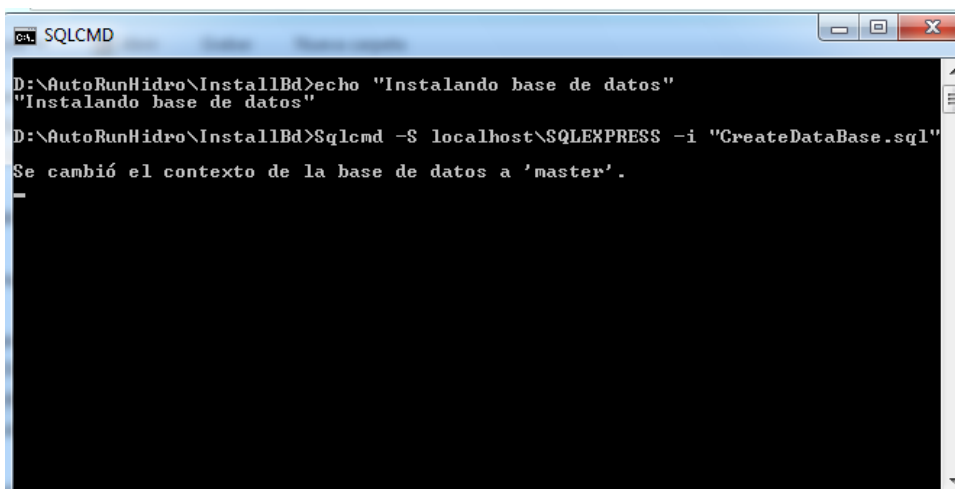 C:\. SQLCMD
D:\AutoRunHidro\InstallBd>echo "Instalando base de datos"
"Instalando base de datos"
D:\AutoRunHidro\InstallBd>Sqlcmd -S localhost\SQLEXPRESS -i "CreateDataBase.sql"
Se cambió el contexto de la base de datos a 'master'.